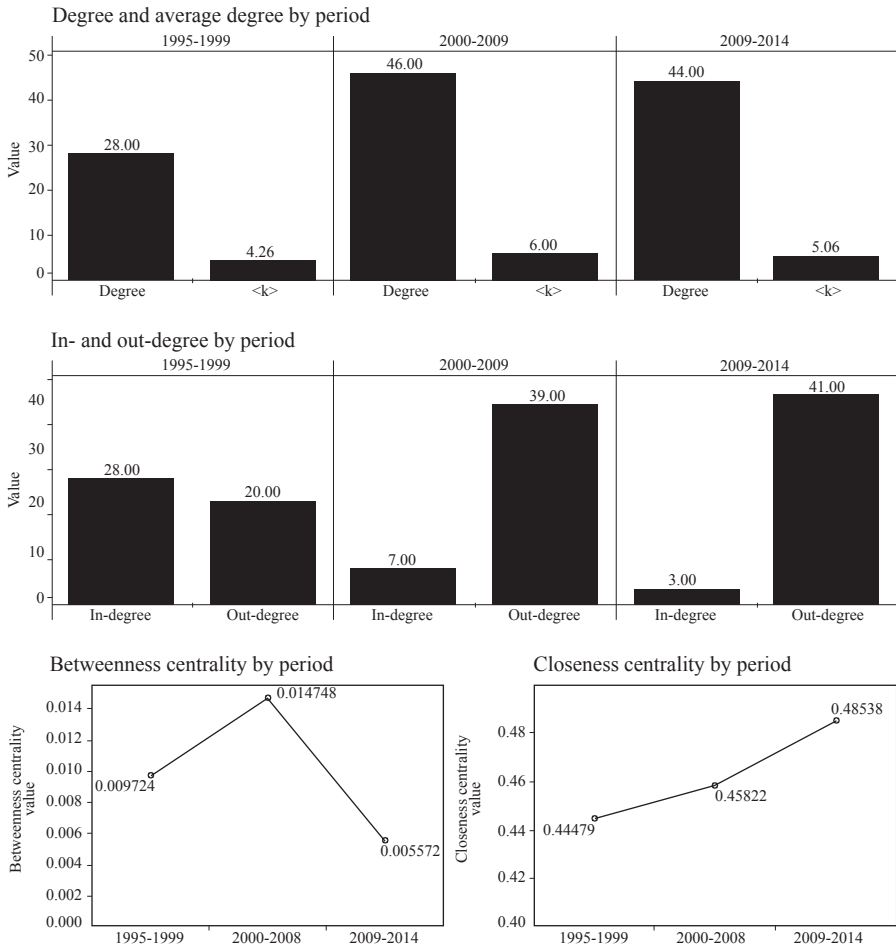 Degree and average degree by period
1995-1999 2000-2009 2009-2014
Value
50
40
30
20
10
0
28.00 4.26 46.00 6.00 44.00 5.06
Degree <k> Degree <k> Degree <k>
In- and out-degree by period
1995-1999 2000-2009 2009-2014
Value
40
30
20
10
0
28.00 20.00 7.00 39.00 3.00 41.00
In-degree Out-degree In-degree Out-degree In-degree Out-degree
Betweenness centrality by period
Betweenness centrality
value
0.014
0.012
0.010
0.008
0.006
0.004
0.002
0.000
0.009724
0.014748
0.005572
1995-1999 2000-2008 2009-2014
Closeness centrality by period
Closeness centrality
value
0.48
0.46
0.44
0.42
0.40
0.44479
0.45822
0.48538
1995-1999 2000-2008 2009-2014